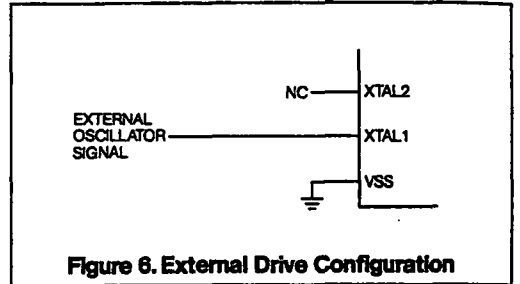 NC
XTAL2
EXTERNAL
OSCILLATOR
SIGNAL
XTAL1
VSS
Figure 6. External Drive Configuration